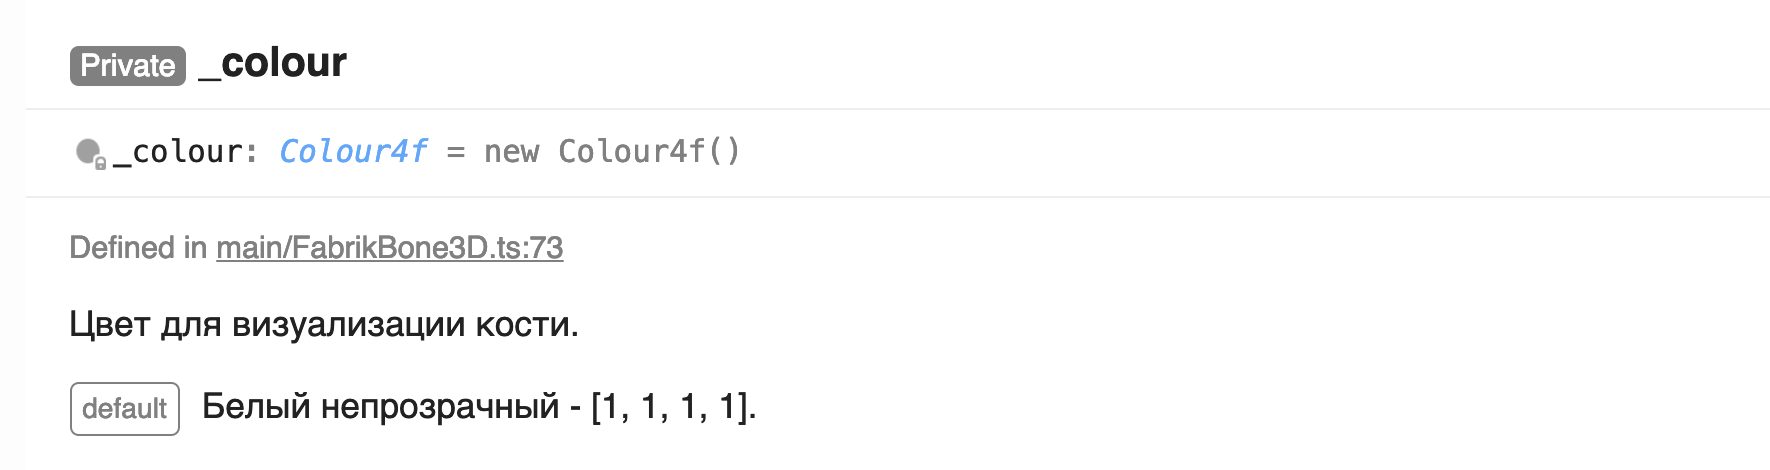 Private _colour
_colour: Colour4f = new Colour4f()
Defined in main/FabrikBone3D.ts:73
Цвет для визуализации кости.
default Белый непрозрачный - [1, 1, 1, 1].